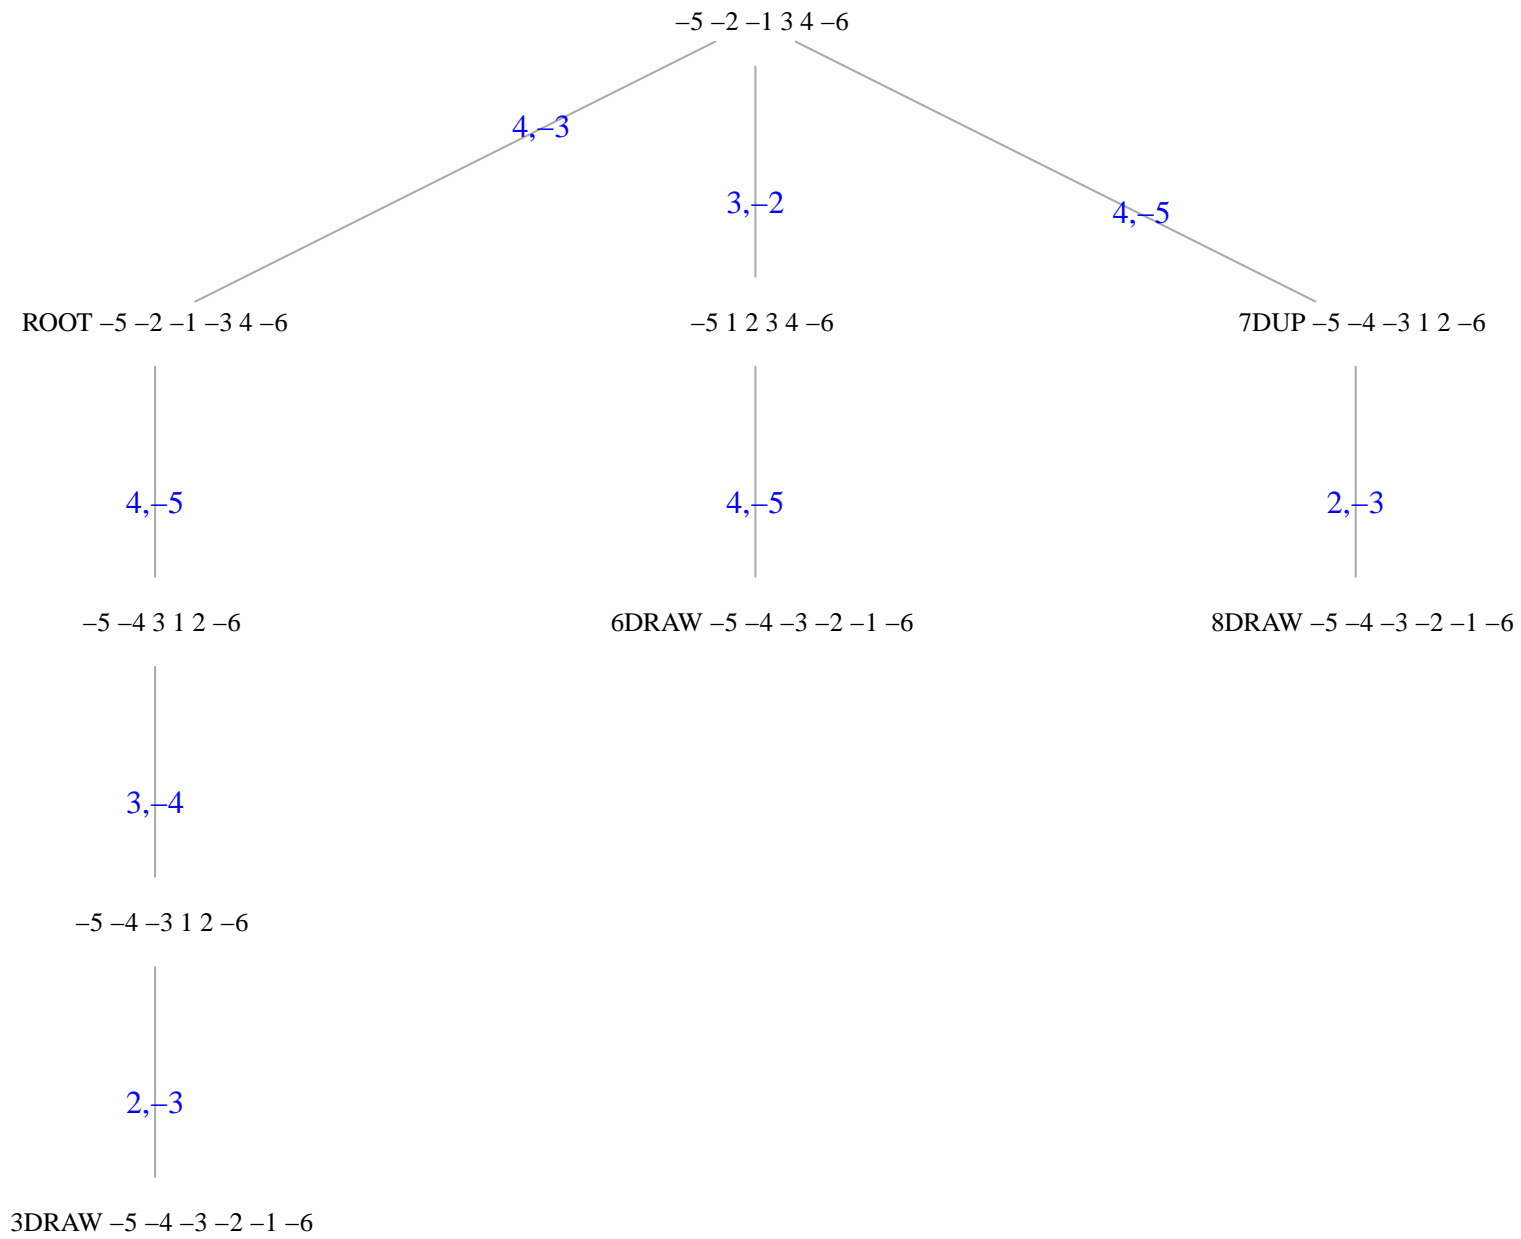 –5 –2 –1 3 4 –6
4,–3
3,–2
4,–5
ROOT –5 –2 –1 –3 4 –6
–5 1 2 3 4 –6
7DUP –5 –4 –3 1 2 –6
4,–5
4,–5
2,–3
–5 –4 3 1 2 –6
6DRAW –5 –4 –3 –2 –1 –6
8DRAW –5 –4 –3 –2 –1 –6
3,–4
–5 –4 –3 1 2 –6
2,–3
3DRAW –5 –4 –3 –2 –1 –6